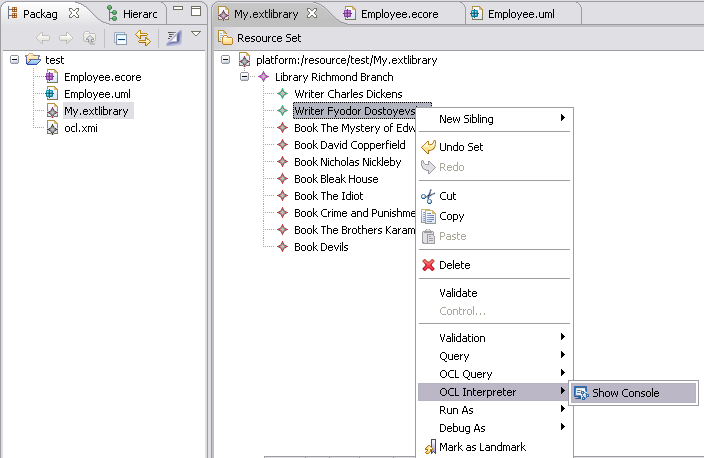 Packag
Hierarc
test
Employee.ecore
Employee.uml
My.extlibrary
ocl.xmi
My.extlibrary
Employee.ecore
Employee.uml
Resource Set
platform:/resource/test/My.extlibrary
Library Richmond Branch
Writer Charles Dickens
Writer Fyodor Dostoyevs
Book The Mystery of Edw
Book David Copperfield
Book Nicholas Nickleby
Book Bleak House
Book The Idiot
Book Crime and Punishme
Book The Brothers Karam
Book Devils
New Sibling
Undo Set
Redo
Cut
Copy
Paste
Delete
Validate
Control...
Validation
Query
OCL Query
OCL Interpreter
Run As
Debug As
Mark as Landmark
Show Console